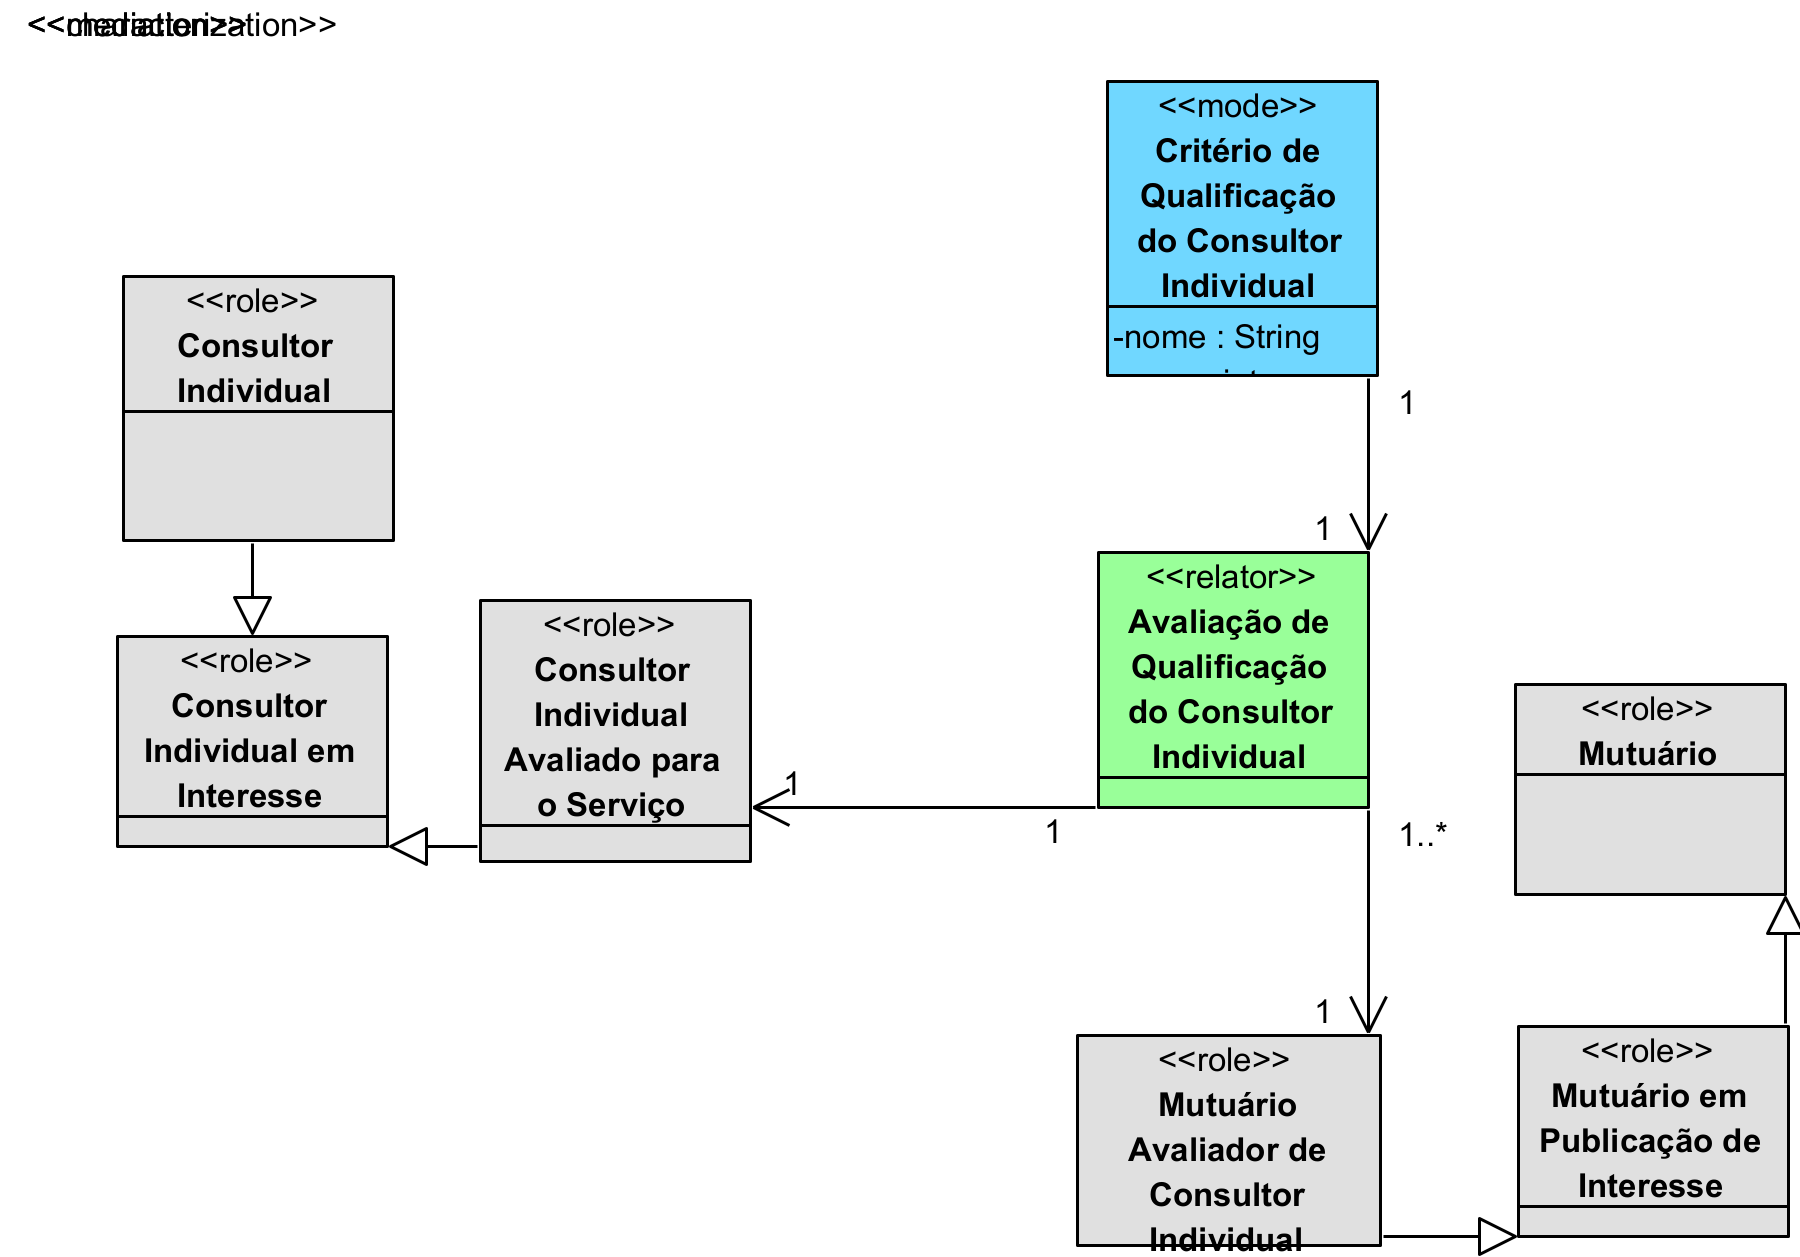 <<characterization>>
<<mediation>>
<<mode>>
Critério de
Qualificação
do Consultor
Individual
-nome : String
<<role>>
Consultor
Individual
1
1
<<relator>>
Avaliação de
Qualificação
do Consultor
Individual
<<role>>
Consultor
Individual em
Interesse
<<role>>
Consultor
Individual
Avaliado para
o Serviço
1
1
<<role>>
Mutuário
1..*
1
<<role>>
Mutuário
Avaliador de
Consultor
Individual
<<role>>
Mutuário em
Publicação de
Interesse